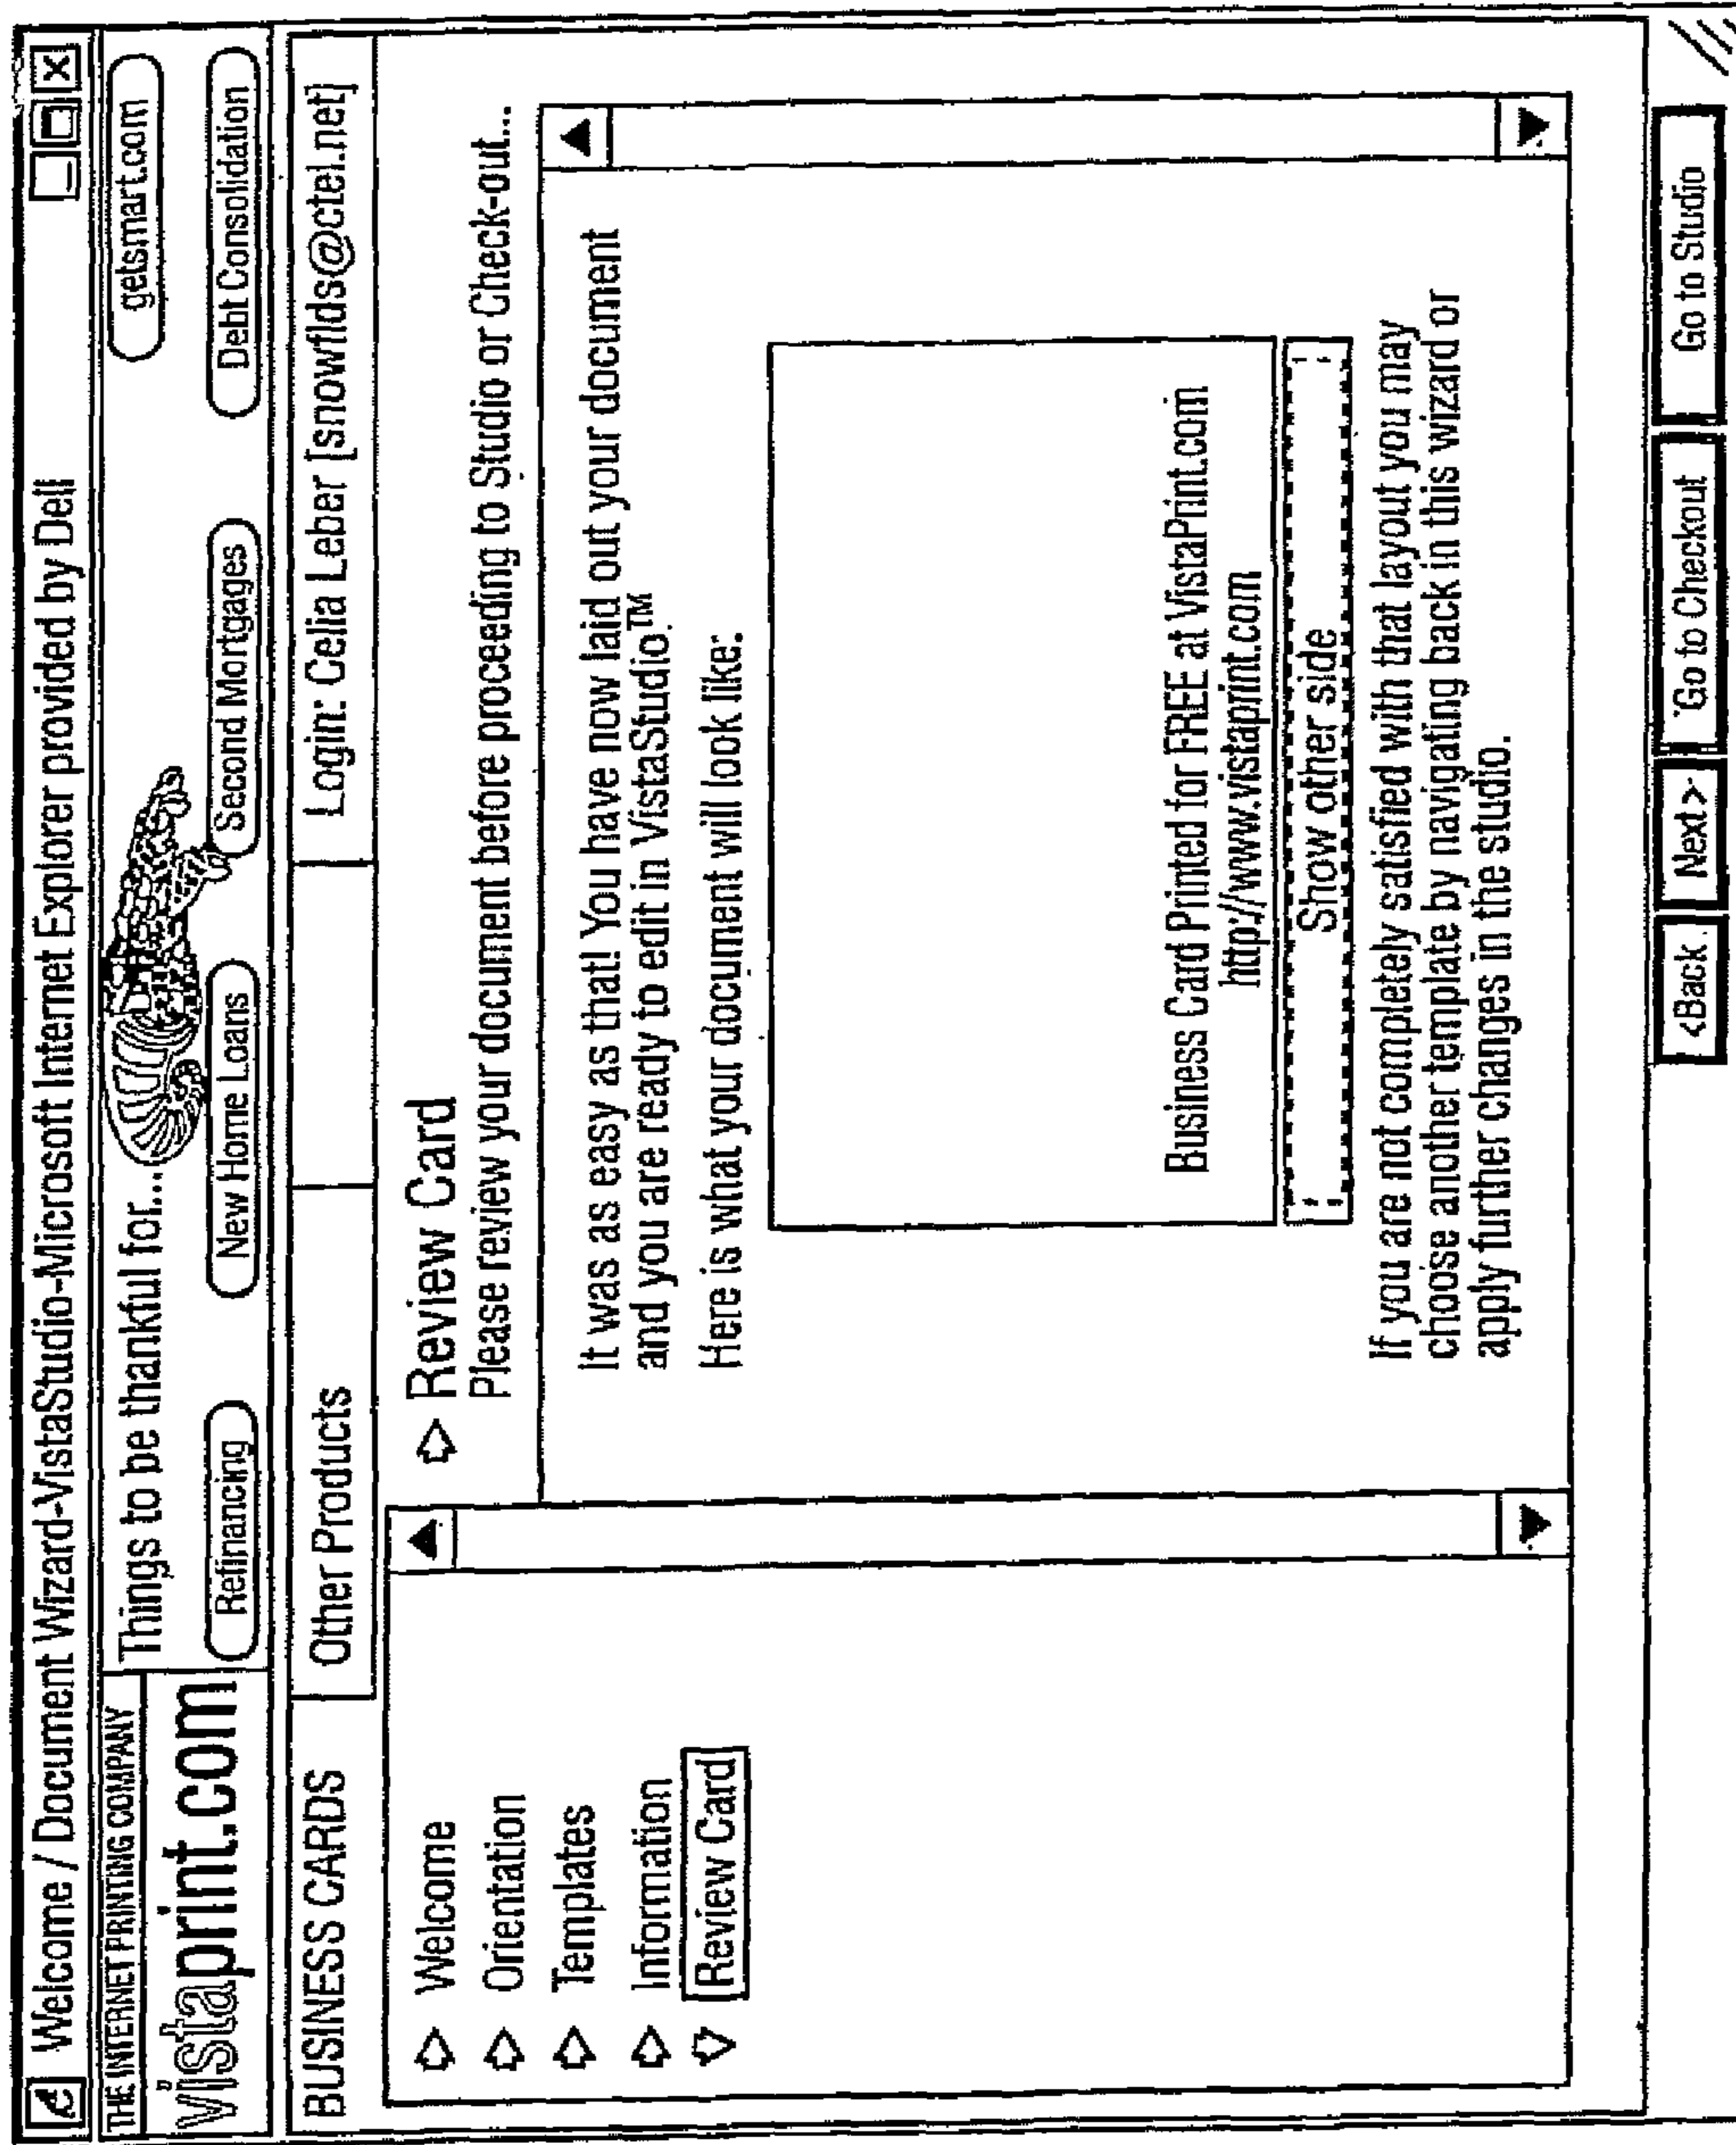 Welcome / Document Wizard-VistaStudio-Microsoft Internet Explorer provided by Dell
THE INTERNET PRINTING COMPANY
vistaprint.com
Things to be thankful for...
getsmart.com
Refinancing
New Home Loans
Second Mortgages
Debt Consolidation
BUSINESS CARDS
Other Products
Login: Celia Leber [snowflds@ctel.net]
Welcome
Orientation
Templates
Information
Review Card
Review Card
Please review your document before proceeding to Studio or Check-out...
It was as easy as that! You have now laid out your document
and you are ready to edit in VistaStudio™
Here is what your document will look like:
Business Card Printed for FREE at VistaPrint.com
http://www.vistaprint.com
Show other side
If you are not completely satisfied with that layout you may
choose another template by navigating back in this wizard or
apply further changes in the studio.
<Back
Next >
Go to Checkout
Go to Studio